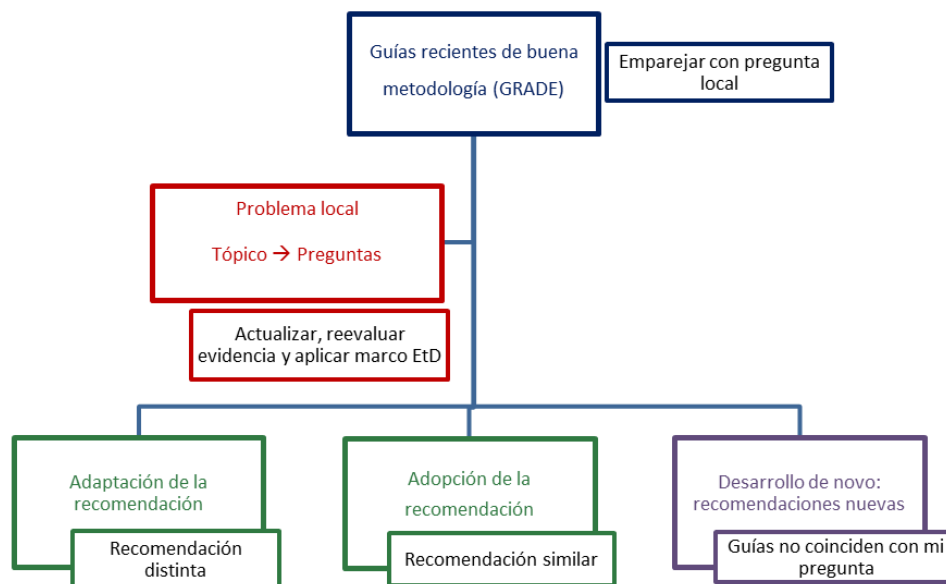 Guías recientes de buena
metodología (GRADE)
Emparejar con pregunta
local
Problema local
Tópico → Preguntas
Actualizar, reevaluar
evidencia y aplicar marco EtD
Adaptación de la
recomendación
Recomendación
distinta
Adopción de la
recomendación
Recomendación similar
Desarrollo de novo:
recomendaciones nuevas
Guías no coinciden con mi
pregunta